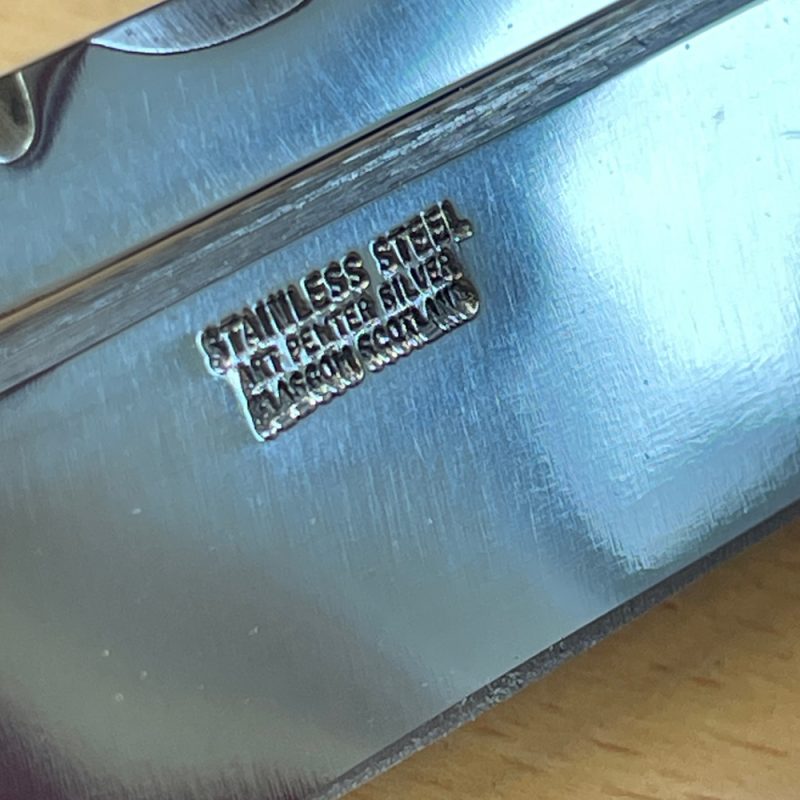 STAINLESS STEEL
ART PEWTER SILVER
GLASGOW SCOTLAND